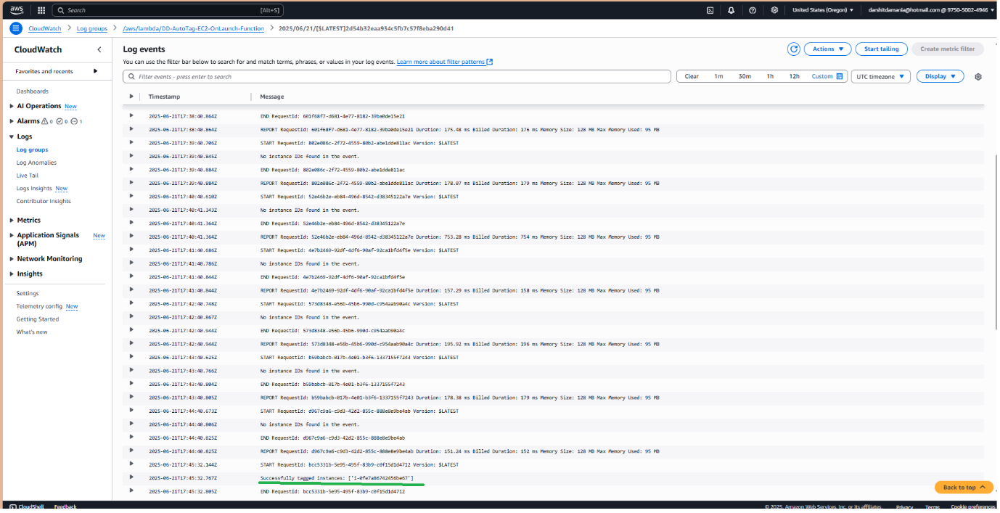 aws Search [Alt+S] United States (Oregon) darshitdamania@hotmail.com @ 9750-5002-4946
CloudWatch > Log groups > /aws/lambda/DD-AutoTag-EC2-OnLaunch-Function > 2025/06/21/[$LATEST]2d54b32eaa934c5fb7c57f8eba290d41
CloudWatch
Favorites and recents
Dashboards
AI Operations New
Alarms 0 0 1
Logs
Log groups
Log Anomalies
Live Tail
Logs Insights New
Contributor Insights
Metrics
Application Signals (APM) New
Network Monitoring
Insights
Settings
Telemetry config New
Getting Started
What's new
Log events
Actions Start tailing Create metric filter
You can use the filter bar below to search for and match terms, phrases, or values in your log events. Learn more about filter patterns
Filter events - press enter to search Clear 1m 30m 1h 12h Custom UTC timezone Display
Timestamp Message
2025-06-21T17:38:40.864Z END RequestId: 601f68f7-d681-4e77-8182-39ba0de15e21
2025-06-21T17:38:40.864Z REPORT RequestId: 601f68f7-d681-4e77-8182-39ba0de15e21 Duration: 175.48 ms Billed Duration: 176 ms Memory Size: 128 MB Max Memory Used: 95 MB
2025-06-21T17:39:40.706Z START RequestId: 802e086c-2f72-4559-80b2-abe1dde811ac Version: $LATEST
2025-06-21T17:39:40.845Z No instance IDs found in the event.
2025-06-21T17:39:40.884Z END RequestId: 802e086c-2f72-4559-80b2-abe1dde811ac
2025-06-21T17:39:40.884Z REPORT RequestId: 802e086c-2f72-4559-80b2-abe1dde811ac Duration: 178.07 ms Billed Duration: 179 ms Memory Size: 128 MB Max Memory Used: 95 MB
2025-06-21T17:40:40.610Z START RequestId: 52e46b2e-eb84-496d-8542-d38345122a7e Version: $LATEST
2025-06-21T17:40:41.343Z No instance IDs found in the event.
2025-06-21T17:40:41.364Z END RequestId: 52e46b2e-eb84-496d-8542-d38345122a7e
2025-06-21T17:40:41.364Z REPORT RequestId: 52e46b2e-eb84-496d-8542-d38345122a7e Duration: 753.28 ms Billed Duration: 754 ms Memory Size: 128 MB Max Memory Used: 95 MB
2025-06-21T17:41:40.686Z START RequestId: 4e7b2469-92df-4df6-90af-92ca1bfd4f5e Version: $LATEST
2025-06-21T17:41:40.786Z No instance IDs found in the event.
2025-06-21T17:41:40.844Z END RequestId: 4e7b2469-92df-4df6-90af-92ca1bfd4f5e
2025-06-21T17:41:40.844Z REPORT RequestId: 4e7b2469-92df-4df6-90af-92ca1bfd4f5e Duration: 157.29 ms Billed Duration: 158 ms Memory Size: 128 MB Max Memory Used: 95 MB
2025-06-21T17:42:40.748Z START RequestId: 573d8348-e56b-45b6-990d-c954aab90a4c Version: $LATEST
2025-06-21T17:42:40.867Z No instance IDs found in the event.
2025-06-21T17:42:40.944Z END RequestId: 573d8348-e56b-45b6-990d-c954aab90a4c
2025-06-21T17:42:40.944Z REPORT RequestId: 573d8348-e56b-45b6-990d-c954aab90a4c Duration: 195.92 ms Billed Duration: 196 ms Memory Size: 128 MB Max Memory Used: 95 MB
2025-06-21T17:43:40.625Z START RequestId: b59babcb-017b-4e01-b3f6-1337155f7243 Version: $LATEST
2025-06-21T17:43:40.766Z No instance IDs found in the event.
2025-06-21T17:43:40.804Z END RequestId: b59babcb-017b-4e01-b3f6-1337155f7243
2025-06-21T17:43:40.805Z REPORT RequestId: b59babcb-017b-4e01-b3f6-1337155f7243 Duration: 178.38 ms Billed Duration: 179 ms Memory Size: 128 MB Max Memory Used: 95 MB
2025-06-21T17:44:40.673Z START RequestId: d967c9a6-c9d3-42d2-855c-888e8e9be4ab Version: $LATEST
2025-06-21T17:44:40.806Z No instance IDs found in the event.
2025-06-21T17:44:40.825Z END RequestId: d967c9a6-c9d3-42d2-855c-888e8e9be4ab
2025-06-21T17:44:40.825Z REPORT RequestId: d967c9a6-c9d3-42d2-855c-888e8e9be4ab Duration: 151.24 ms Billed Duration: 152 ms Memory Size: 128 MB Max Memory Used: 95 MB
2025-06-21T17:45:32.144Z START RequestId: bcc5331b-5e95-495f-83b9-c0f15d1d4712 Version: $LATEST
2025-06-21T17:45:32.767Z Successfully tagged instances: ['i-0fe7a86742456be67']
2025-06-21T17:45:32.805Z END RequestId: bcc5331b-5e95-495f-83b9-c0f15d1d4712
Back to top
CloudShell Feedback © 2025, Amazon Web Services, Inc. or its affiliates. Privacy Terms Cookie preferences